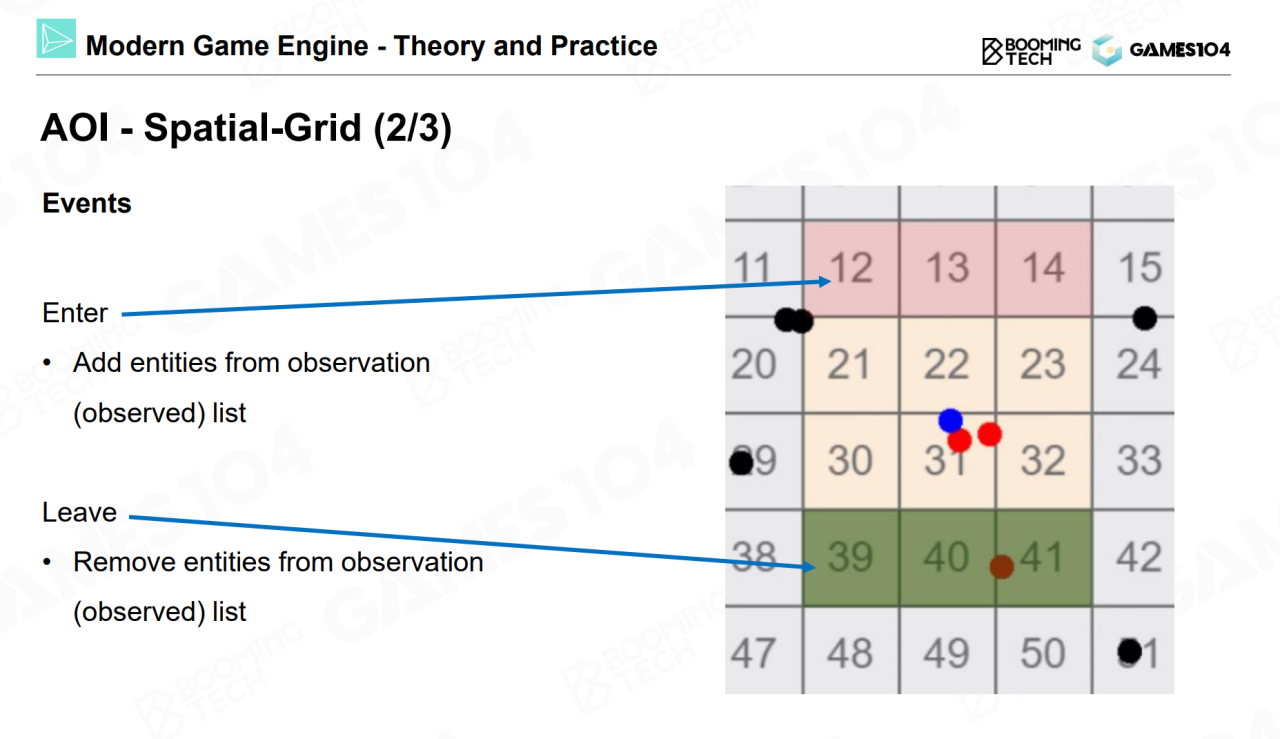 Modern Game Engine - Theory and Practice
BOOMING
TECH
GAMES104
AOI - Spatial-Grid (2/3)
Events
Enter
• Add entities from observation
(observed) list
Leave
• Remove entities from observation
(observed) list
11 12 13 14 15
20 21 22 23 24
29 30 31 32 33
38 39 40 41 42
47 48 49 50 51